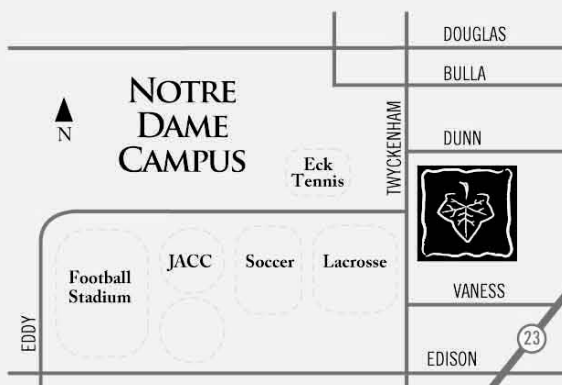 DOUGLAS
BULLA
NOTRE
DAME
CAMPUS
N
TWYCKENHAM
DUNN
Eck
Tennis
JACC
Soccer
Lacrosse
Football
Stadium
VANESS
EDDY
23
EDISON